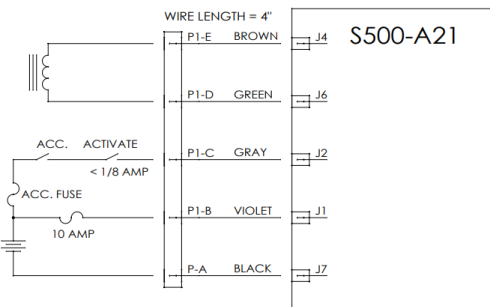 WIRE LENGTH = 4"
P1-E BROWN J4
S500-A21
P1-D GREEN J6
ACC. ACTIVATE
P1-C GRAY J2
< 1/8 AMP
ACC. FUSE
P1-B VIOLET J1
10 AMP
P-A BLACK J7